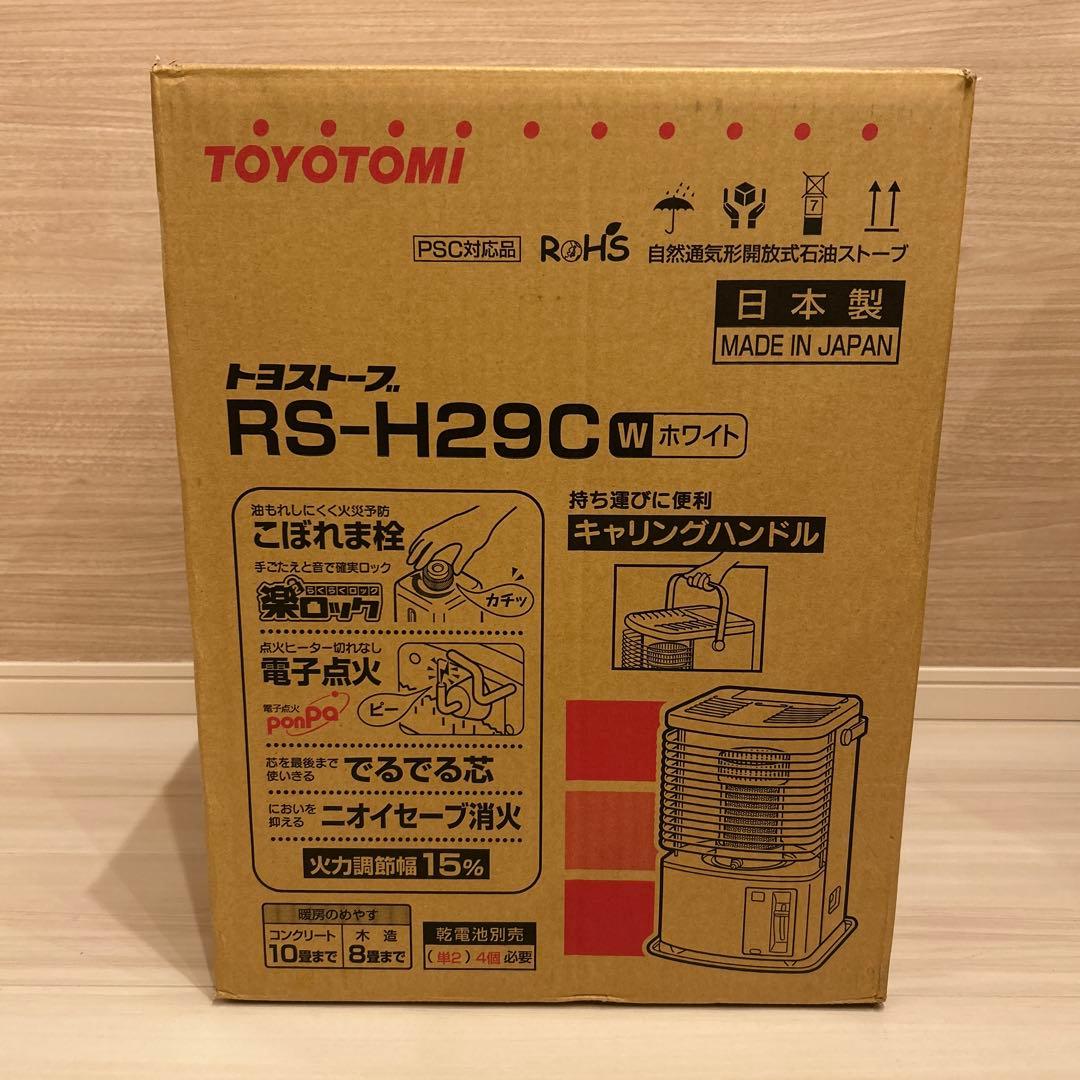 TOYOTOMI
7
PSC対応品
RoHS
自然通気形開放式石油ストーブ
日本製
MADE IN JAPAN
トヨストーブ
RS-H29C W ホワイト
油もれしにくく火災予防
こぼれま栓
手ごたえと音で確実ロック
らくらくロック
楽ロック
カチッ
点火ヒーター切れなし
電子点火
電子点火
ponPa
ピー
芯を最後まで
使いきる
でるでる芯
においを
抑える
ニオイセーブ消火
火力調節幅15%
持ち運びに便利
キャリングハンドル
暖房のめやす
コンクリート
10畳まで
木造
8畳まで
乾電池別売
(単2)4個必要